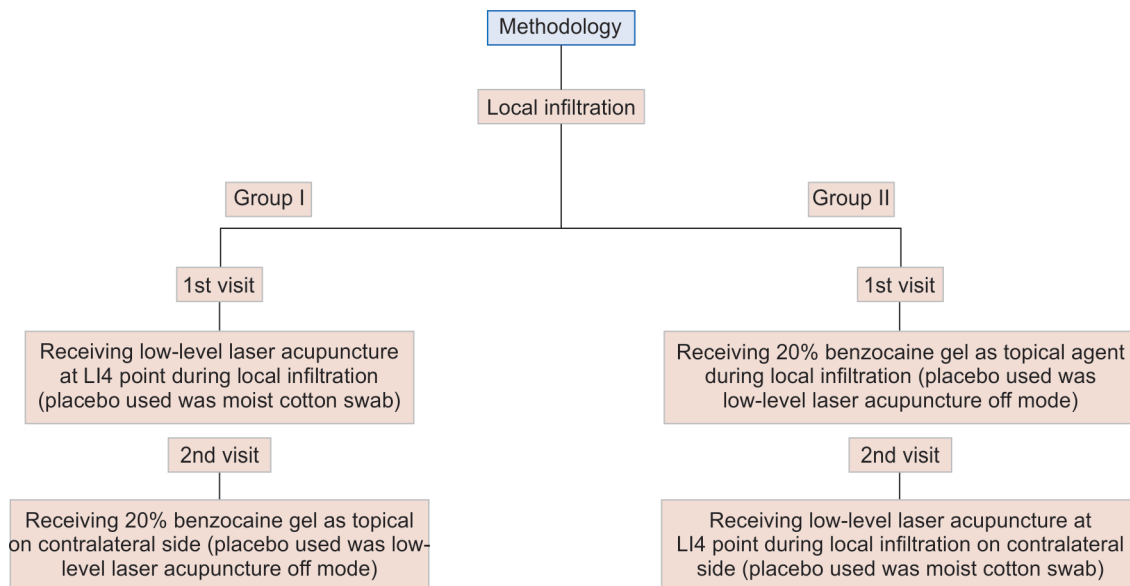 Methodology
Local infiltration
Group I
Group II
1st visit
1st visit
Receiving low-level laser acupuncture
at LI4 point during local infiltration
(placebo used was moist cotton swab)
Receiving 20% benzocaine gel as topical agent
during local infiltration (placebo used was
low-level laser acupuncture off mode)
2nd visit
2nd visit
Receiving 20% benzocaine gel as topical
on contralateral side (placebo used was low-
level laser acupuncture off mode)
Receiving low-level laser acupuncture at
LI4 point during local infiltration on contralateral
side (placebo used was moist cotton swab)